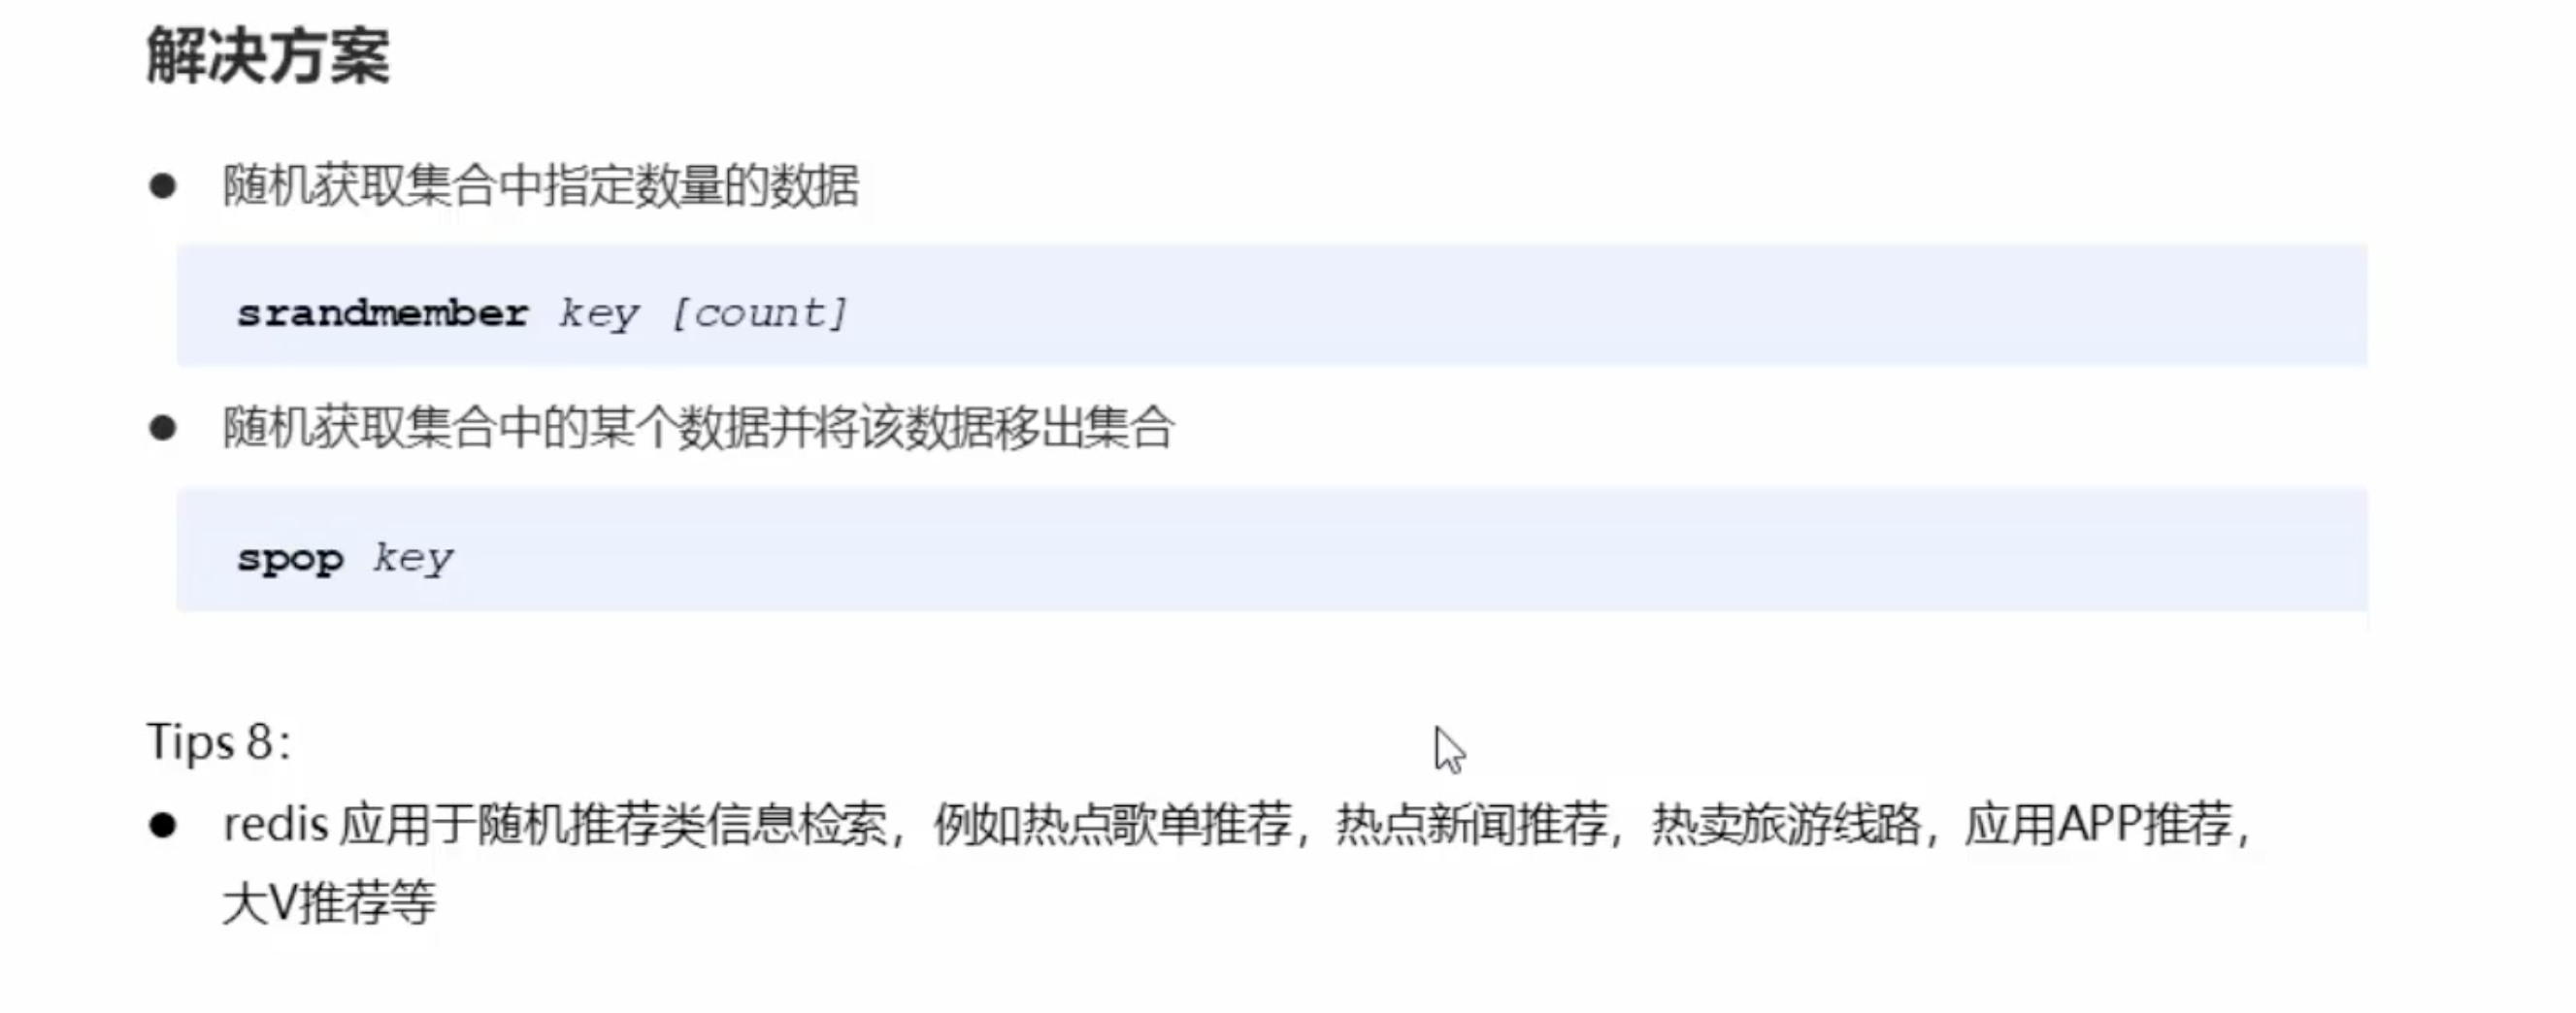 解决方案
● 随机获取集合中指定数量的数据
srandmember key [count]
● 随机获取集合中的某个数据并将该数据移出集合
spop key
Tips 8：
● redis 应用于随机推荐类信息检索，例如热点歌单推荐，热点新闻推荐，热卖旅游线路，应用APP推荐，
大V推荐等